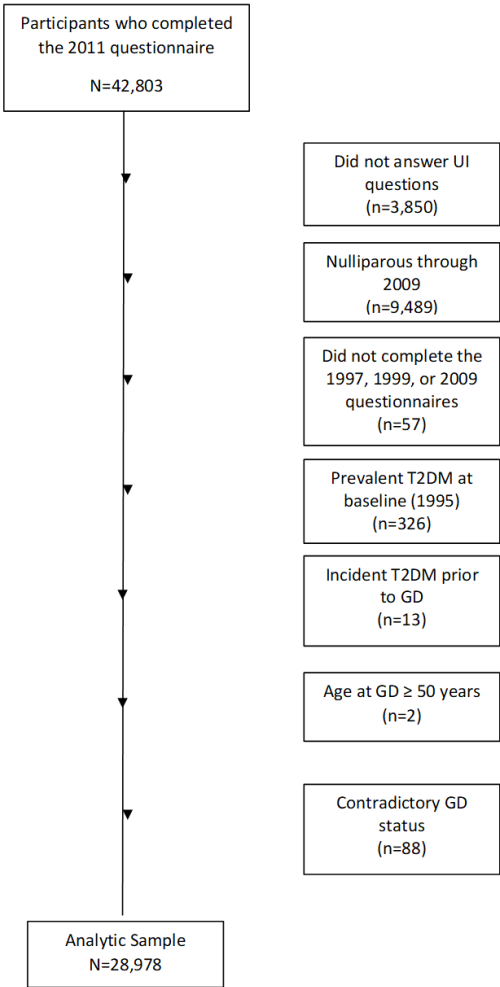 Participants who completed
the 2011 questionnaire
N=42,803
Did not answer UI
questions
(n=3,850)
Nulliparous through
2009
(n=9,489)
Did not complete the
1997, 1999, or 2009
questionnaires
(n=57)
Prevalent T2DM at
baseline (1995)
(n=326)
Incident T2DM prior
to GD
(n=13)
Age at GD ≥ 50 years
(n=2)
Contradictory GD
status
(n=88)
Analytic Sample
N=28,978